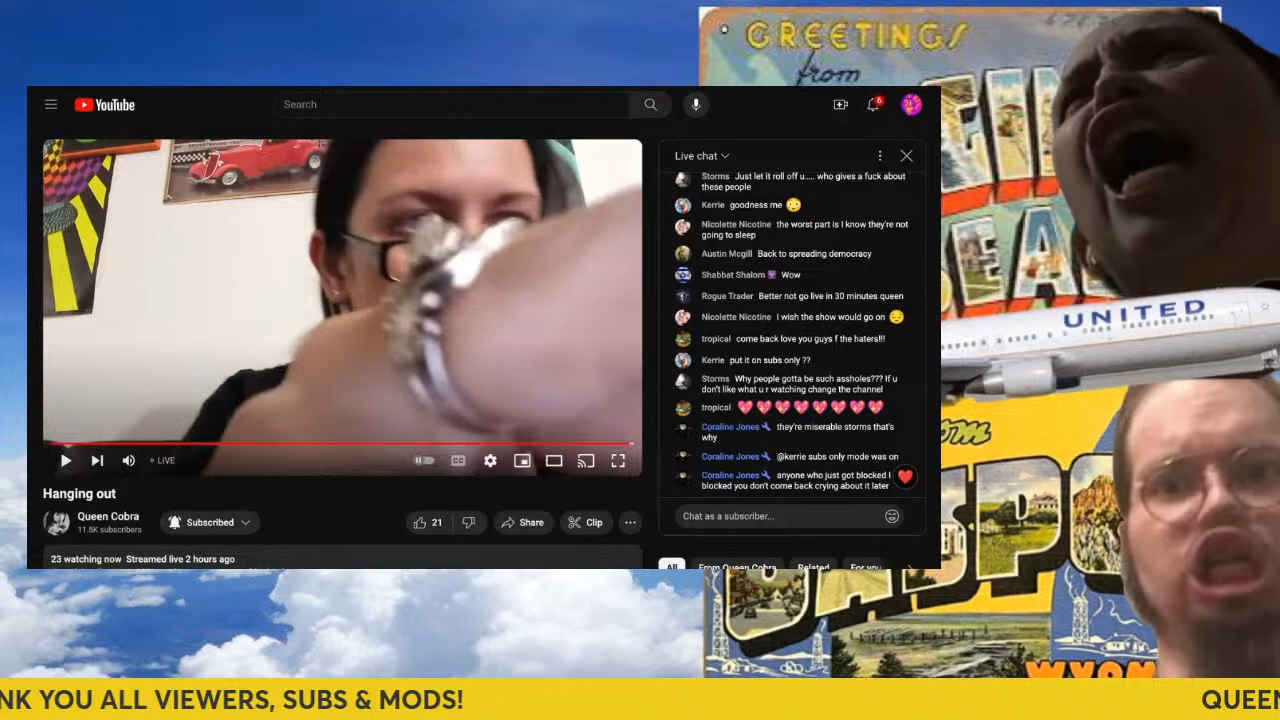 GREETINGS
from
YouTube
Search
6
UNITED
Live chat
Storms Just let it roll off u..... who gives a fuck about
these people
Kerrie goodness me 😳
Nicolette Nicotine the worst part is I know they're not
going to sleep
Austin Mcgill Back to spreading democracy
Shabbat Shalom Wow
Rogue Trader Better not go live in 30 minutes queen
Nicolette Nicotine I wish the show would go on 😔
tropical come back love you guys f the haters!!!
Kerrie put it on subs only ??
Storms Why people gotta be such assholes??? If u
don't like what u r watching change the channel
tropical 💖💖💖💖💖💖💖💖
Coraline Jones they're miserable storms that's
why
Coraline Jones @kerrie subs only mode was on
Coraline Jones anyone who just got blocked I
blocked you don't come back crying about it later
Chat as a subscriber...
LIVE
CC
Hanging out
Queen Cobra
11.5K subscribers
Subscribed
21
Share
Clip
23 watching now Streamed live 2 hours ago
All From Queen Cobra Related For you
NK YOU ALL VIEWERS, SUBS & MODS!
QUEEN